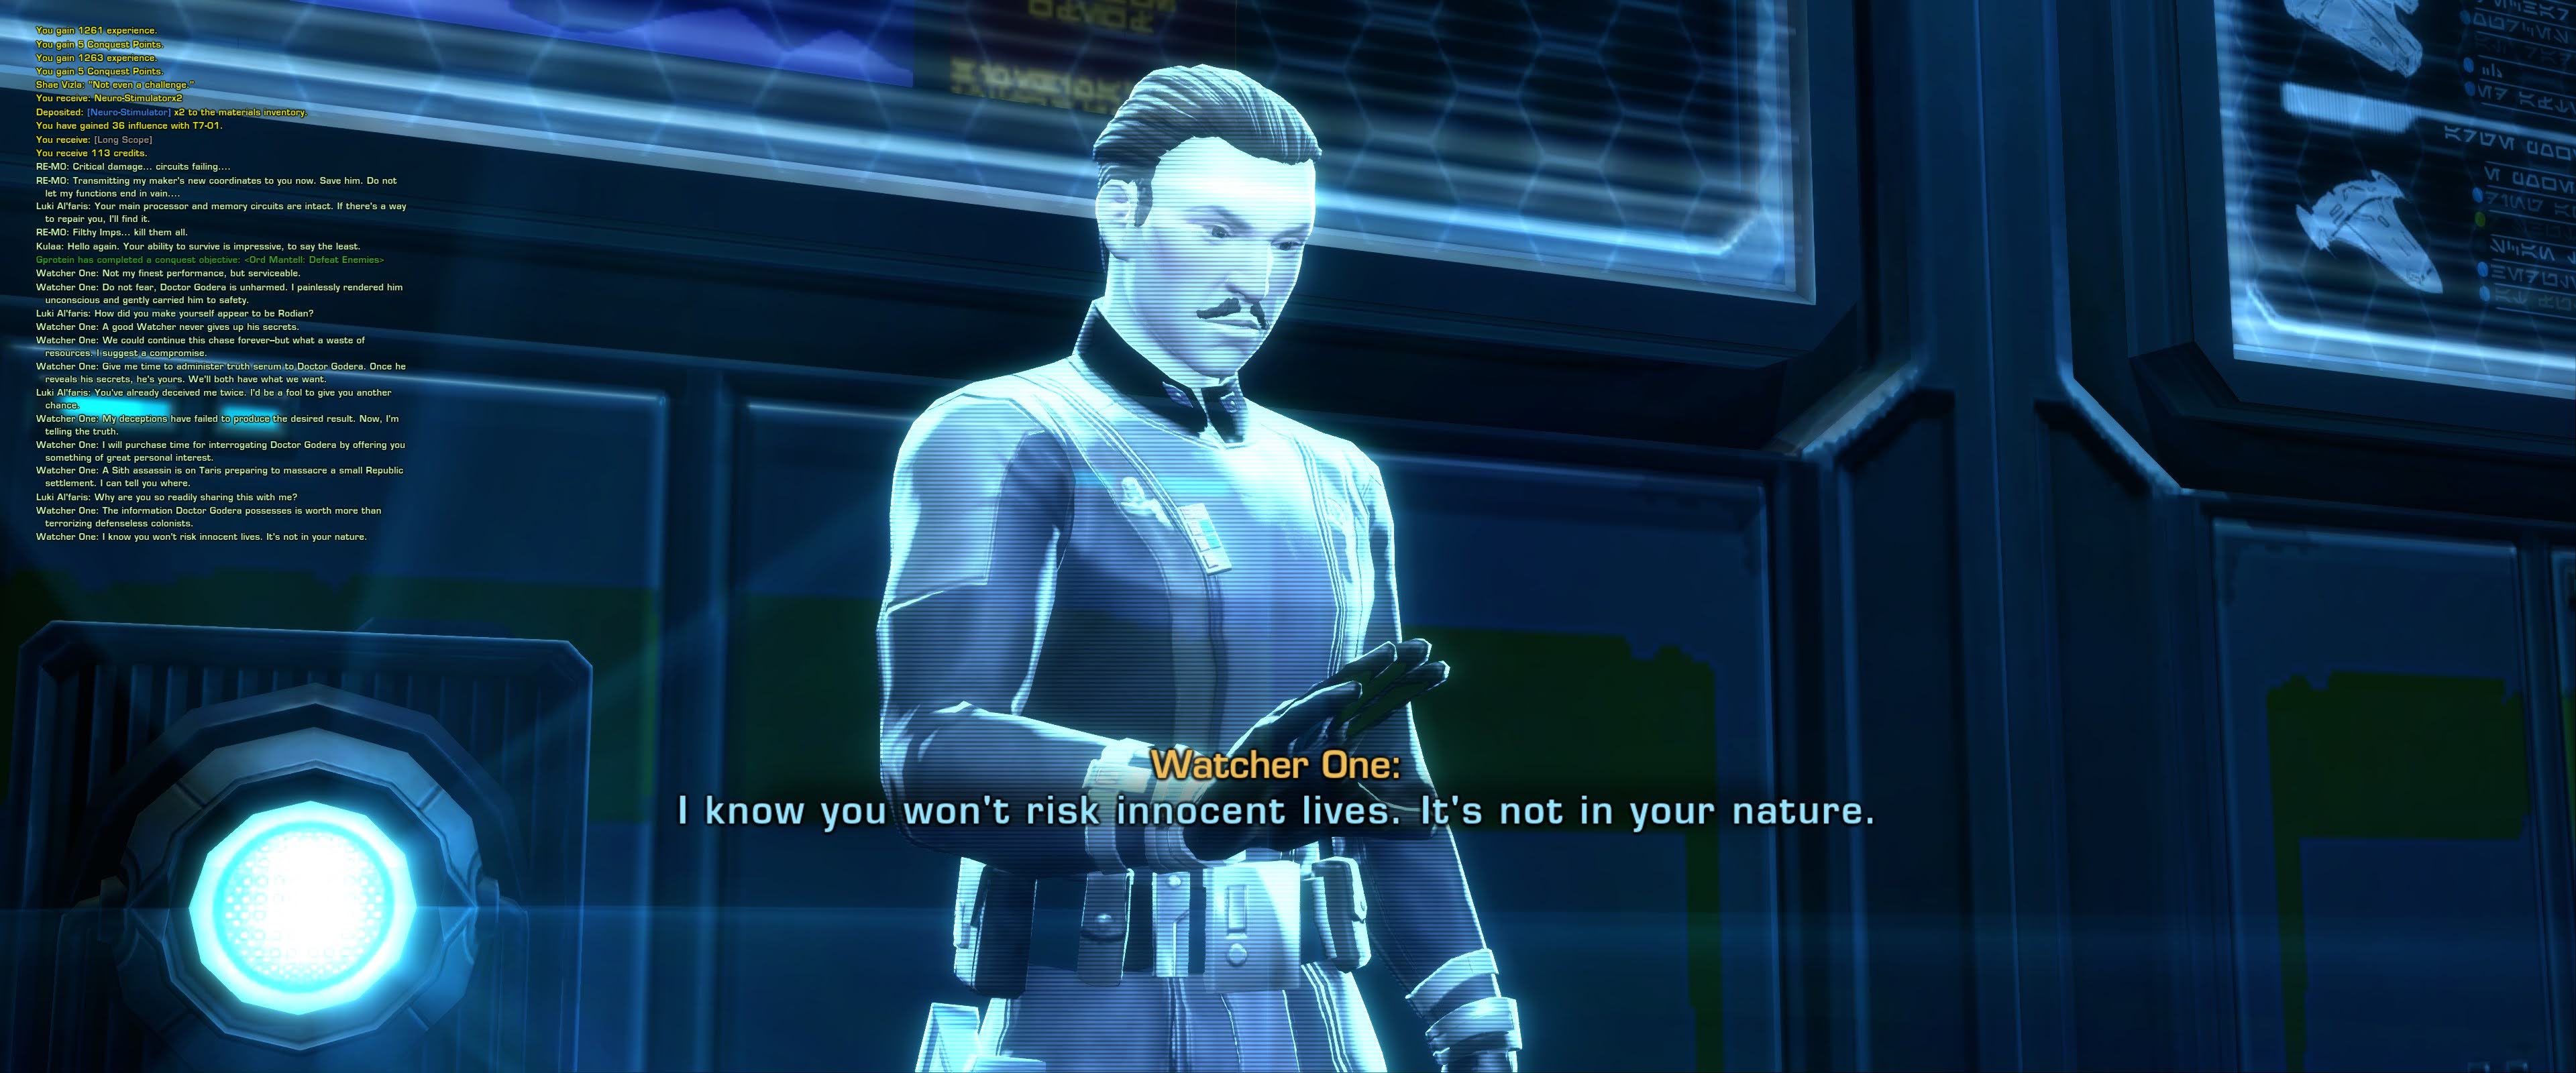 You gain 1261 experience.
You gain 5 Conquest Points.
You gain 1263 experience.
You gain 5 Conquest Points.
Shae Vizla: "Not even a challenge."
You receive: Neuro-Stimulatorx2
Deposited: [Neuro-Stimulator] x2 to the materials inventory.
You have gained 36 influence with T7-O1.
You receive: [Long Scope]
You receive 113 credits.
RE-M0: Critical damage... circuits failing....
RE-M0: Transmitting my maker's new coordinates to you now. Save him. Do not
let my functions end in vain....
Luki Al'faris: Your main processor and memory circuits are intact. If there's a way
to repair you, I'll find it.
RE-M0: Filthy Imps... kill them all.
Kulaa: Hello again. Your ability to survive is impressive, to say the least.
Gprotein has completed a conquest objective: <Ord Mantell: Defeat Enemies>
Watcher One: Not my finest performance, but serviceable.
Watcher One: Do not fear, Doctor Godera is unharmed. I painlessly rendered him
unconscious and gently carried him to safety.
Luki Al'faris: How did you make yourself appear to be Rodian?
Watcher One: A good Watcher never gives up his secrets.
Watcher One: We could continue this chase forever–but what a waste of
resources. I suggest a compromise.
Watcher One: Give me time to administer truth serum to Doctor Godera. Once he
reveals his secrets, he's yours. We'll both have what we want.
Luki Al'faris: You've already deceived me twice. I'd be a fool to give you another
chance.
Watcher One: My deceptions have failed to produce the desired result. Now, I'm
telling the truth.
Watcher One: I will purchase time for interrogating Doctor Godera by offering you
something of great personal interest.
Watcher One: A Sith assassin is on Taris preparing to massacre a small Republic
settlement. I can tell you where.
Luki Al'faris: Why are you so readily sharing this with me?
Watcher One: The information Doctor Godera possesses is worth more than
terrorizing defenseless colonists.
Watcher One: I know you won't risk innocent lives. It's not in your nature.
Watcher One:
I know you won't risk innocent lives. It's not in your nature.